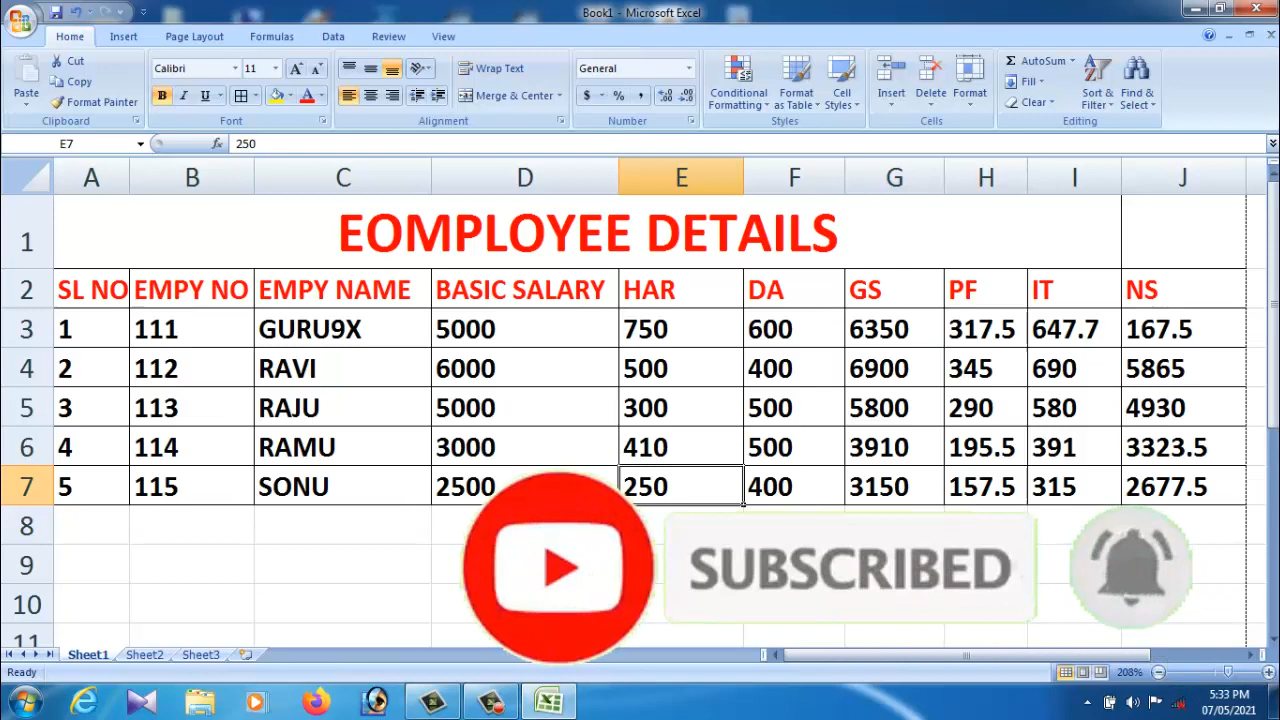 Book1 - Microsoft Excel
Home Insert Page Layout Formulas Data Review View
Paste Cut Copy Format Painter Clipboard
Calibri 11 A A B I U A Font
Wrap Text Merge & Center Alignment
General $ % , Number
Conditional Formatting Format as Table Cell Styles Styles
Insert Delete Format Cells
Σ AutoSum Fill Clear Sort & Filter Find & Select Editing
E7 fx 250
A B C D E F G H I J
1 EOMPLOYEE DETAILS
2 SL NO EMPY NO EMPY NAME BASIC SALARY HAR DA GS PF IT NS
3 1 111 GURU9X 5000 750 600 6350 317.5 647.7 167.5
4 2 112 RAVI 6000 500 400 6900 345 690 5865
5 3 113 RAJU 5000 300 500 5800 290 580 4930
6 4 114 RAMU 3000 410 500 3910 195.5 391 3323.5
7 5 115 SONU 2500 250 400 3150 157.5 315 2677.5
8
9
SUBSCRIBED
10
11
Sheet1 Sheet2 Sheet3
Ready 208%
5:33 PM
07/05/2021